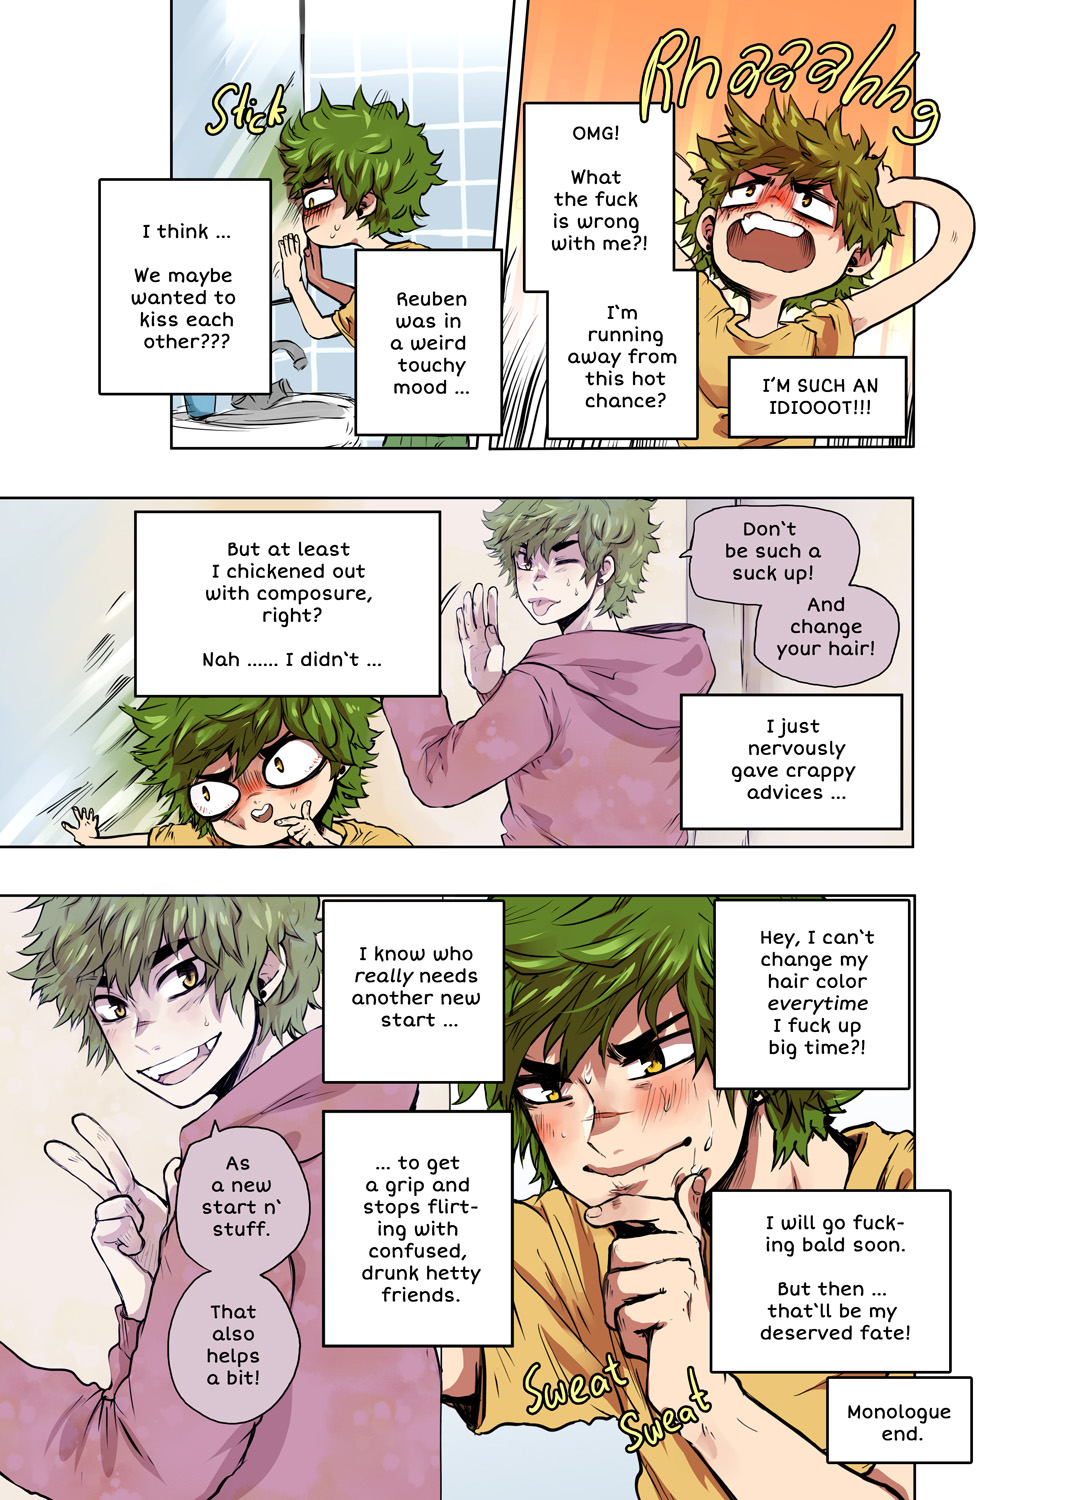 Stick
I think ...
We maybe
wanted to
kiss each
other???
Reuben
was in
a weird
touchy
mood ...
Rhaaaahhg
OMG!
What
the fuck
is wrong
with me?!
I'm
running
away from
this hot
chance?
I'M SUCH AN
IDIOOOT!!!
But at least
I chickened out
with composure,
right?
Nah ...... I didn't ...
Don't
be such a
suck up!
And
change
your hair!
I just
nervously
gave crappy
advices ...
As
a new
start n'
stuff.
That
also
helps
a bit!
I know who
really needs
another new
start ...
... to get
a grip and
stops flirt-
ing with
confused,
drunk hetty
friends.
Hey, I can't
change my
hair color
everytime
I fuck up
big time?!
I will go fuck-
ing bald soon.
But then ...
that'll be my
deserved fate!
Sweat
Sweat
Monologue
end.